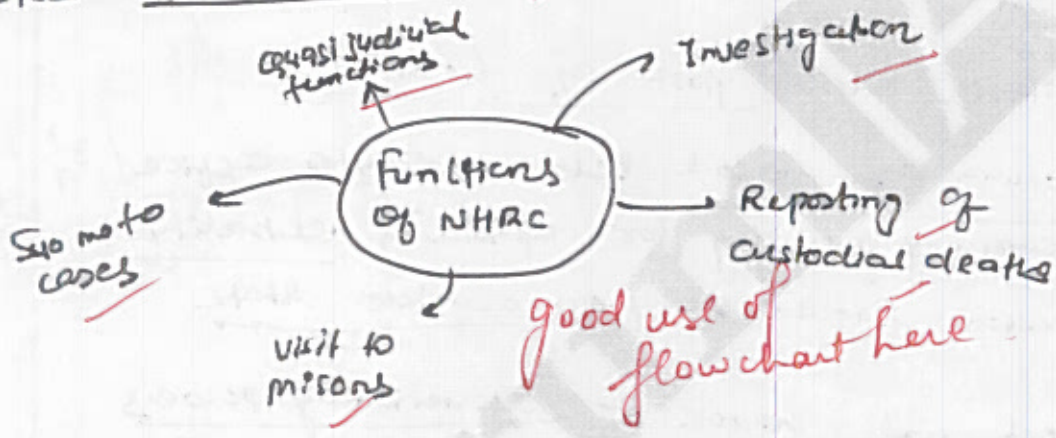 quasi judicial
functions
Investigation
Functions
Of NHRC
Suo moto
cases
Reporting of
custodial deaths
visit to
prisons
good use of
flowchart here